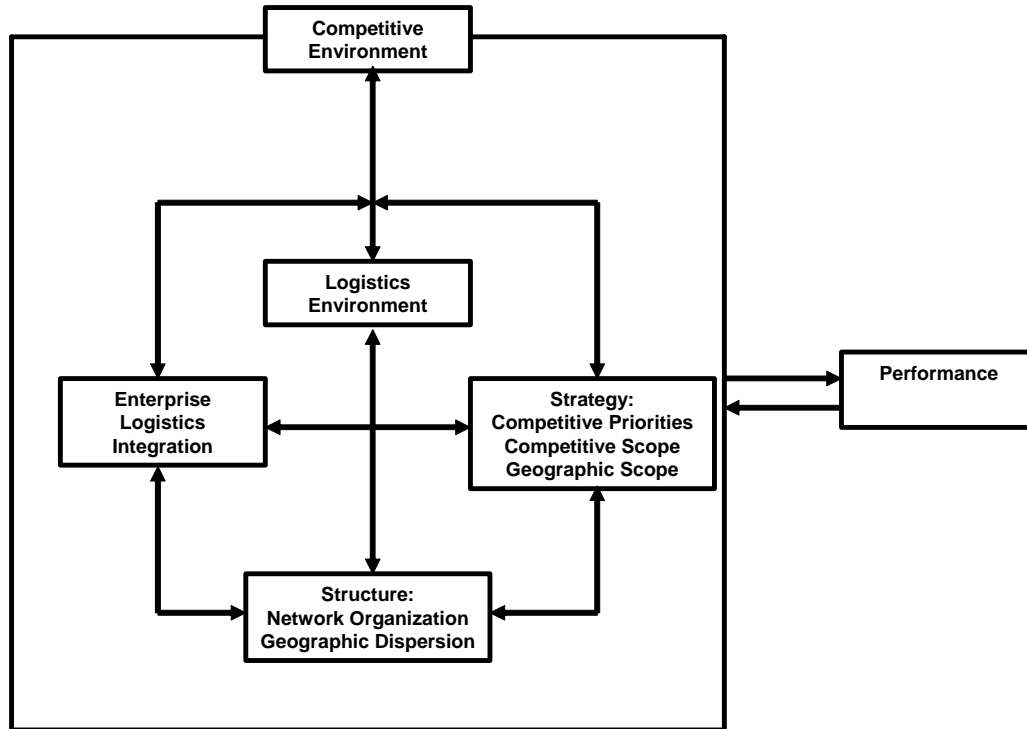 Competitive
Environment
Logistics
Environment
Enterprise
Logistics
Integration
Strategy:
Competitive Priorities
Competitive Scope
Geographic Scope
Performance
Structure:
Network Organization
Geographic Dispersion